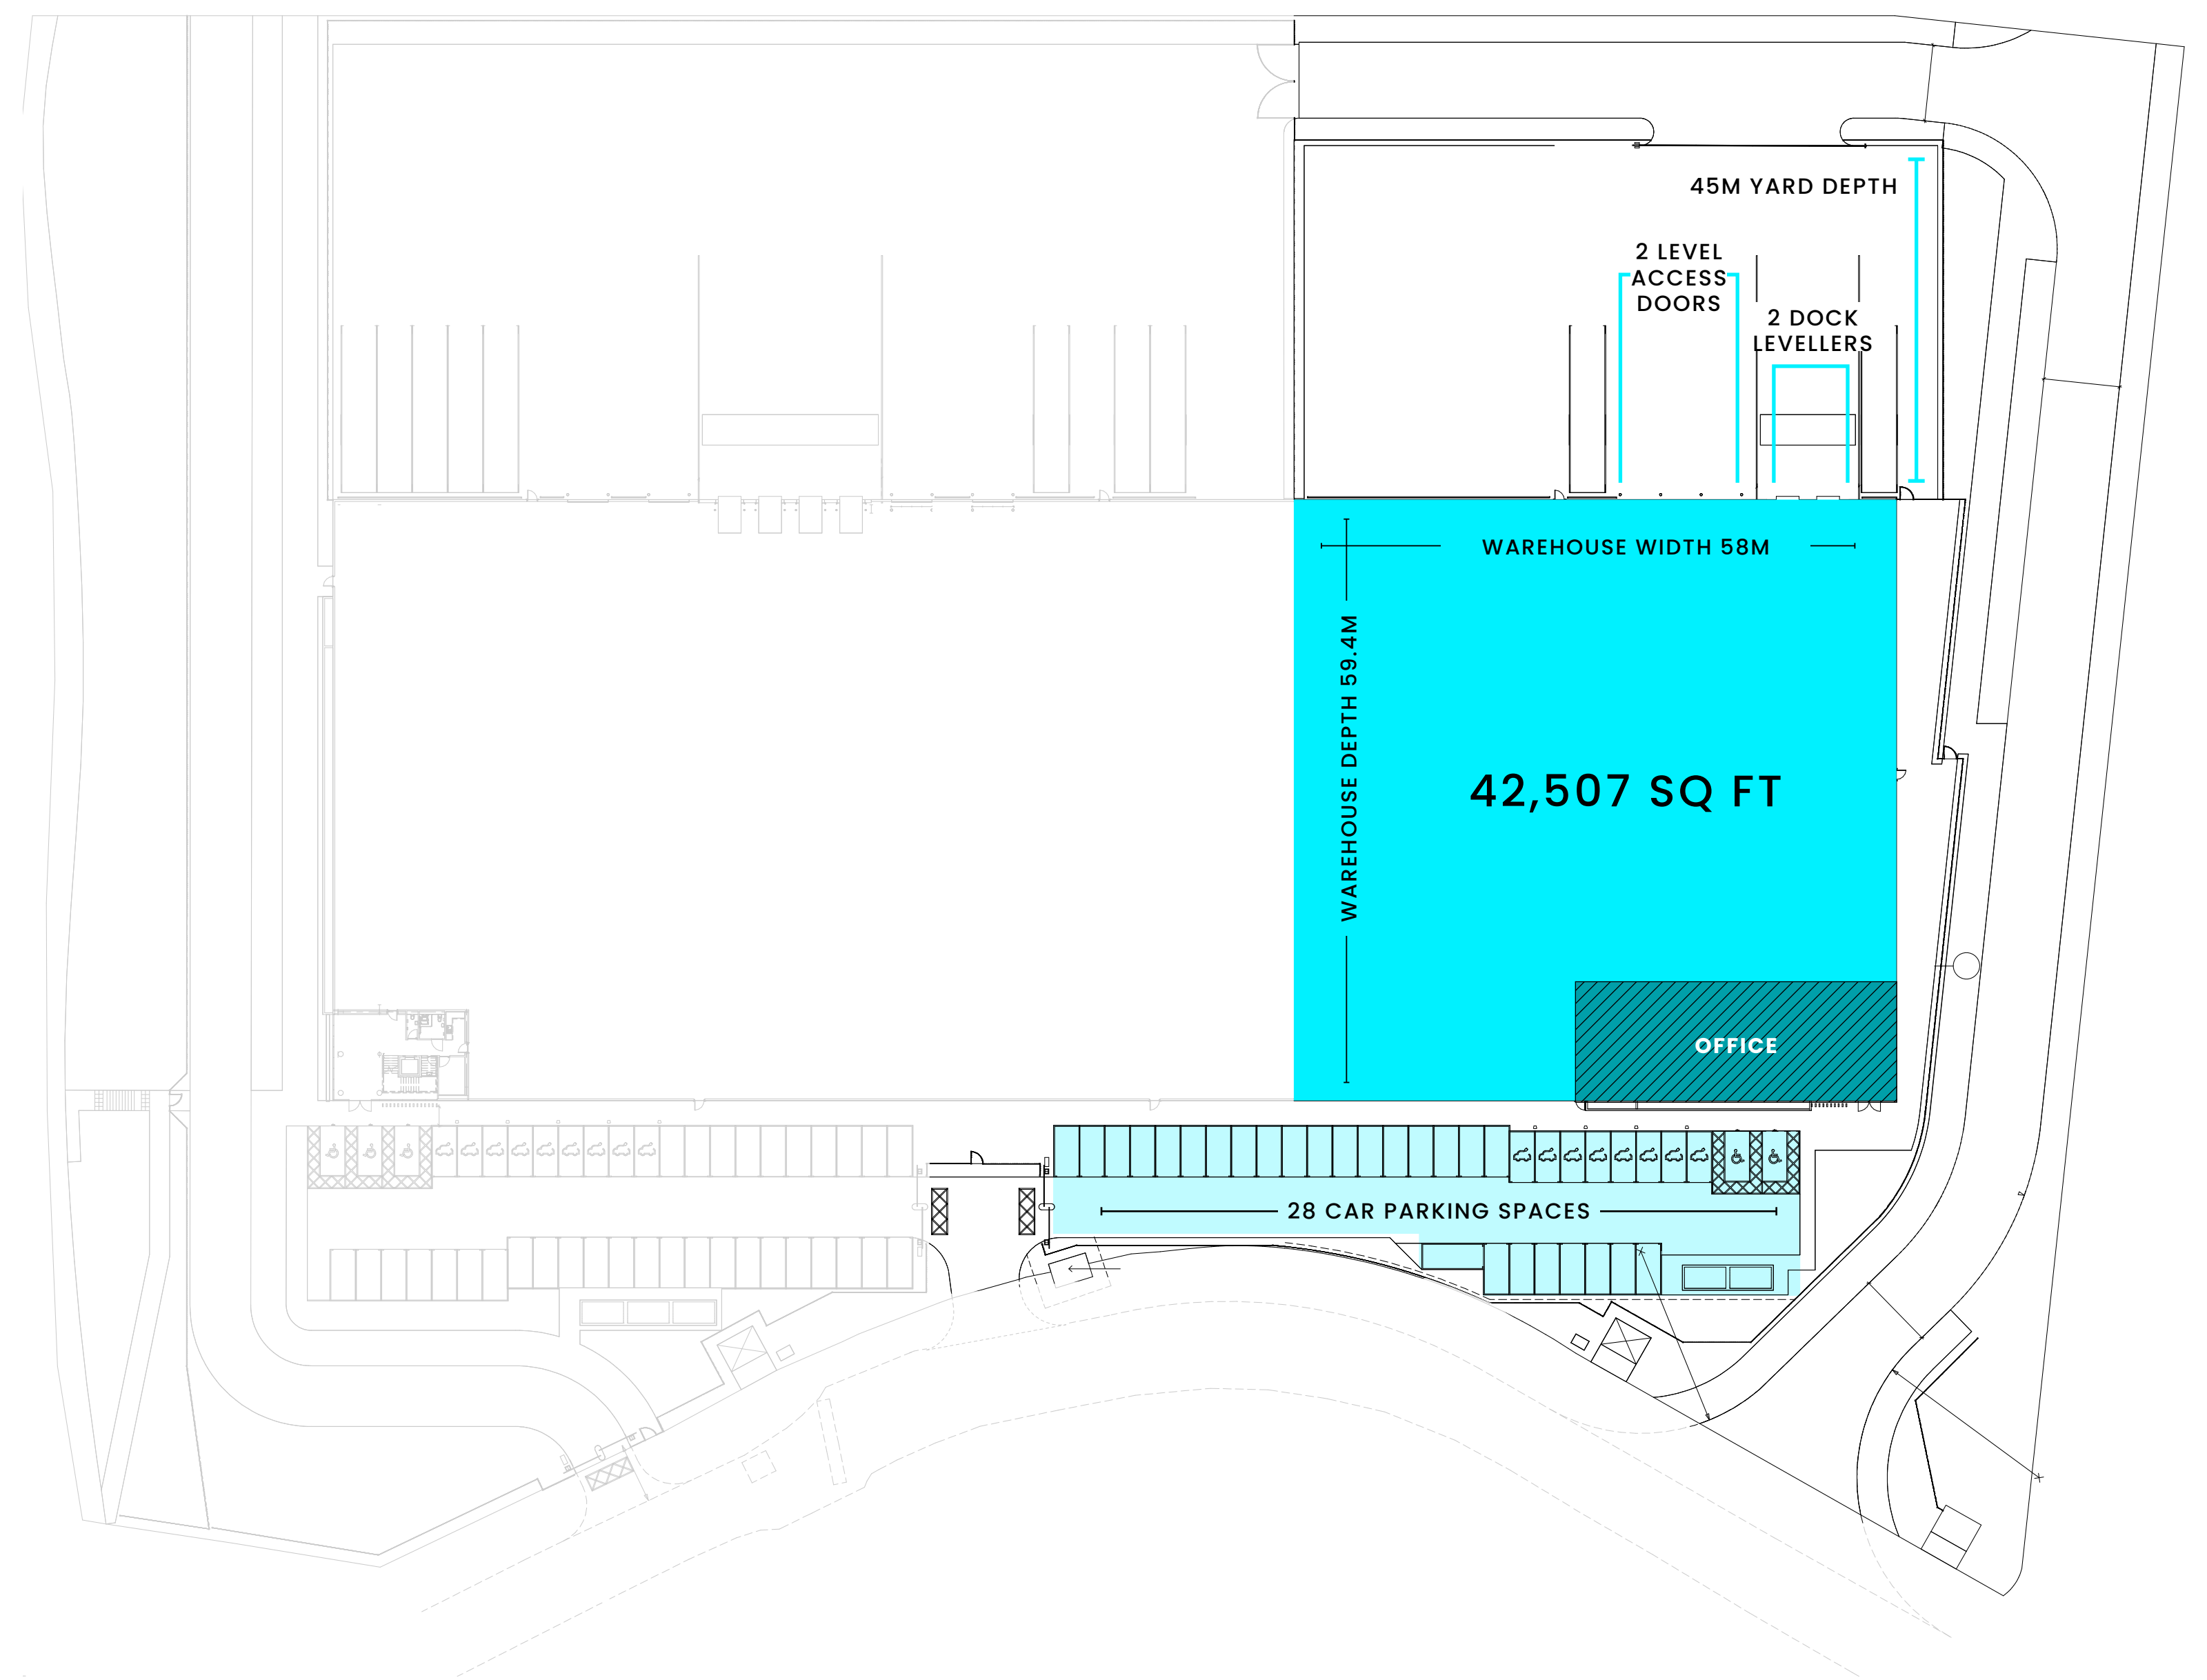 45M YARD DEPTH
2 LEVEL
ACCESS
DOORS
2 DOCK
LEVELLERS
WAREHOUSE WIDTH 58M
WAREHOUSE DEPTH 59.4M
42,507 SQ FT
OFFICE
28 CAR PARKING SPACES